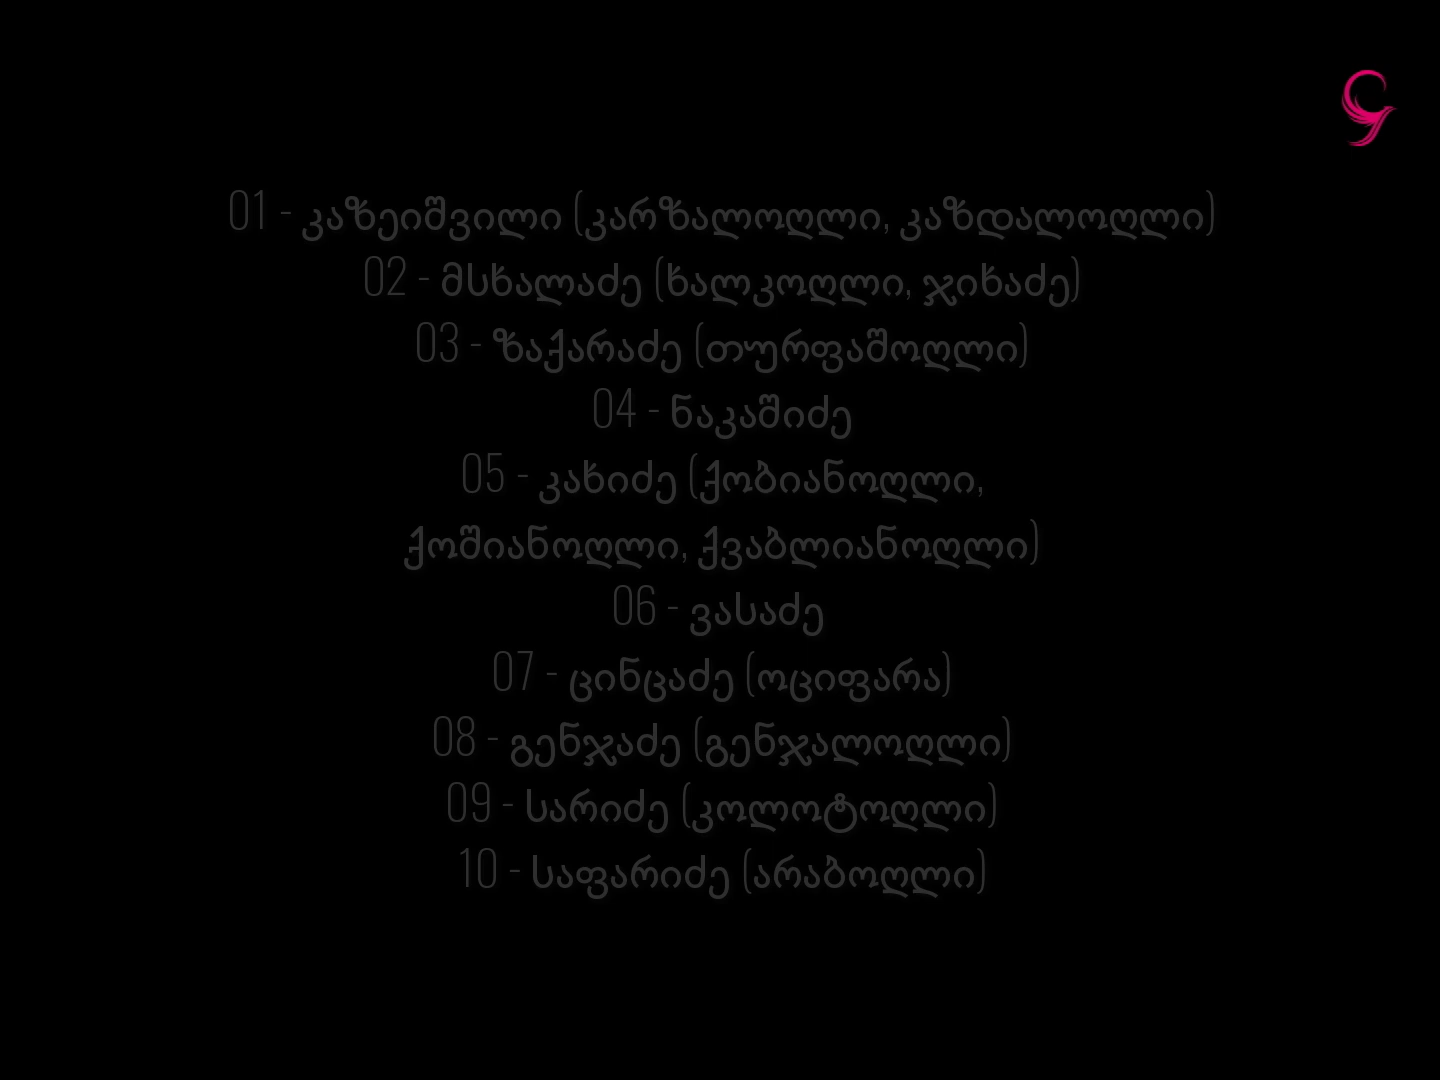 01 - კაზეიშვილი (კარზალოღლი, კაზდალოღლი)
02 - მსხალაძე (ხალკოღლი, ჯიხაძე)
03 - ზაქარაძე (თურფაშოღლი)
04 - ნაკაშიძე
05 - კახიძე (ქობიანოღლი,
ქოშიანოღლი, ქვაბლიანოღლი)
06 - ვასაძე
07 - ცინცაძე (ოციფარა)
08 - გენჯაძე (გენჯალოღლი)
09 - სარიძე (კოლოტოღლი)
10 - საფარიძე (არაბოღლი)